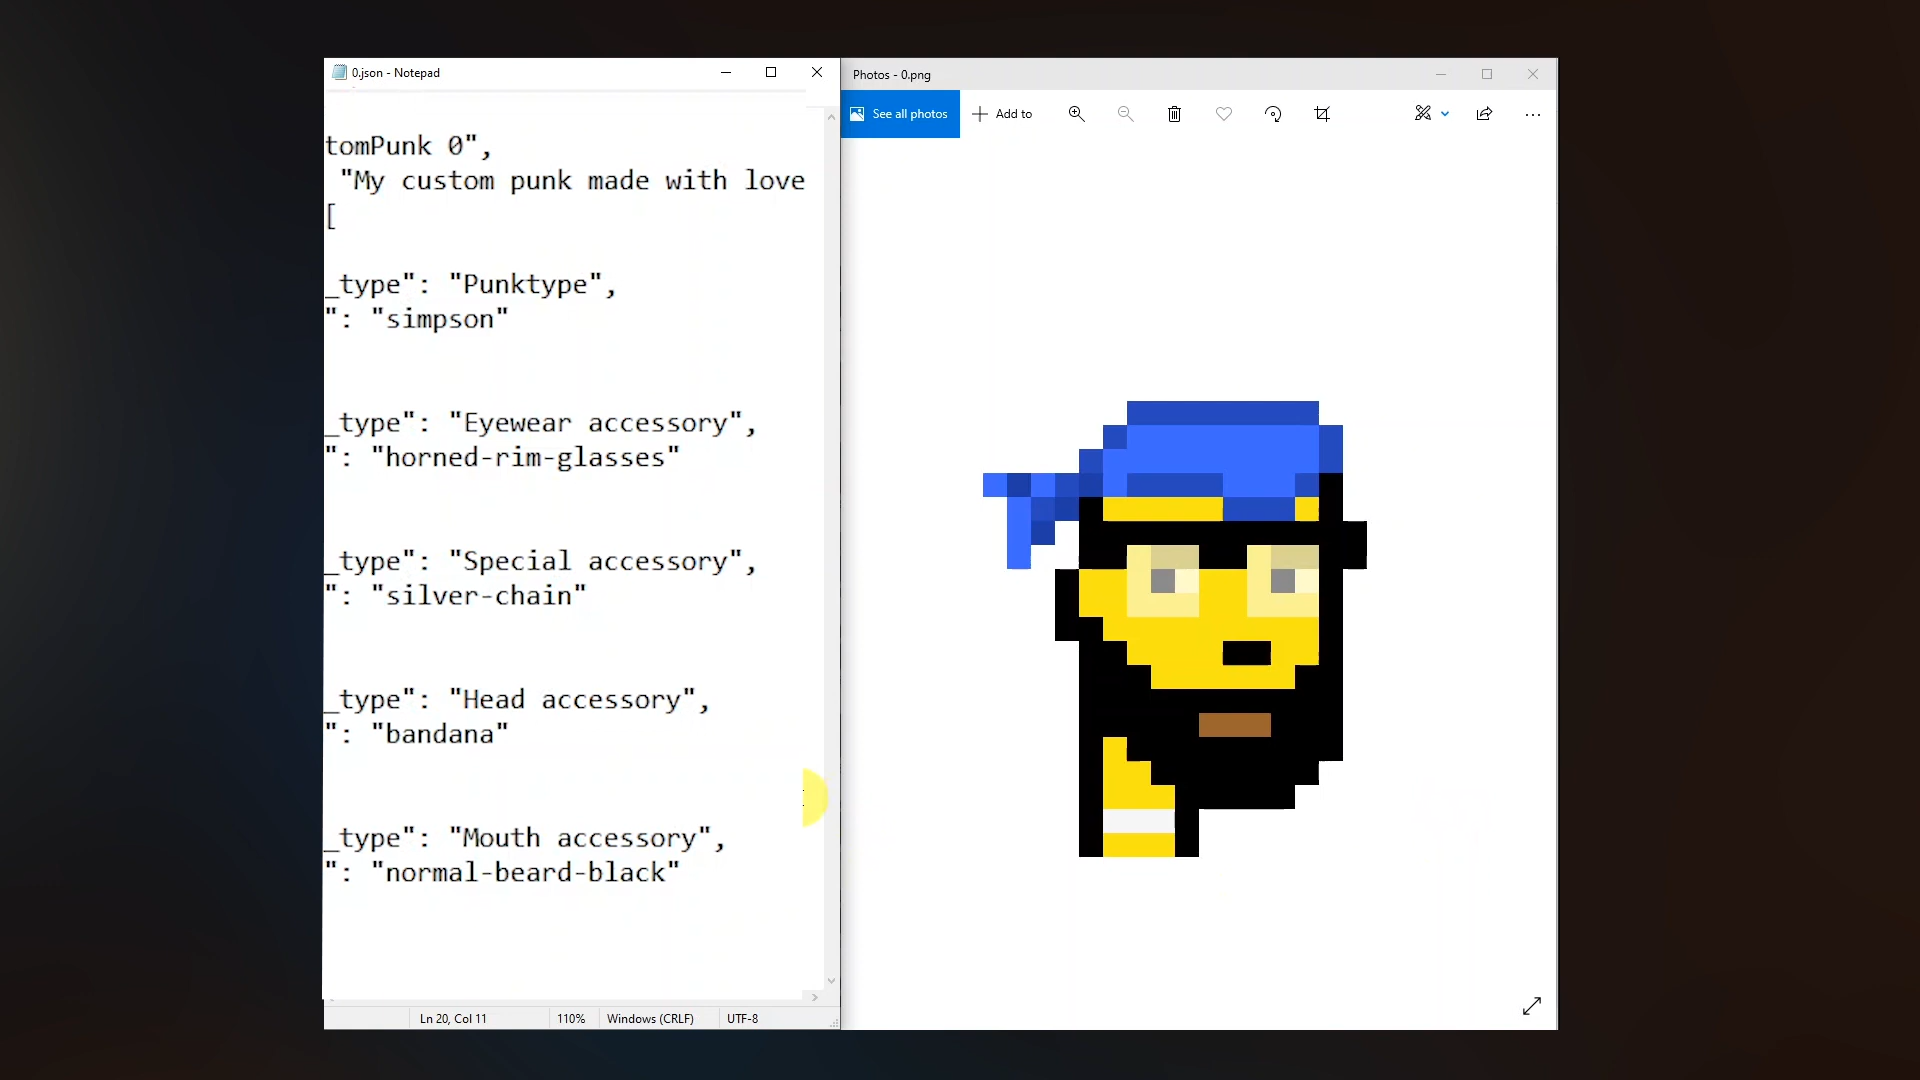 0.json - Notepad
tomPunk 0",
"My custom punk made with love
[
_type": "Punktype",
": "simpson"
_type": "Eyewear accessory",
": "horned-rim-glasses"
_type": "Special accessory",
": "silver-chain"
_type": "Head accessory",
": "bandana"
_type": "Mouth accessory",
": "normal-beard-black"
Ln 20, Col 11
110%
Windows (CRLF)
UTF-8
Photos - 0.png
See all photos
Add to